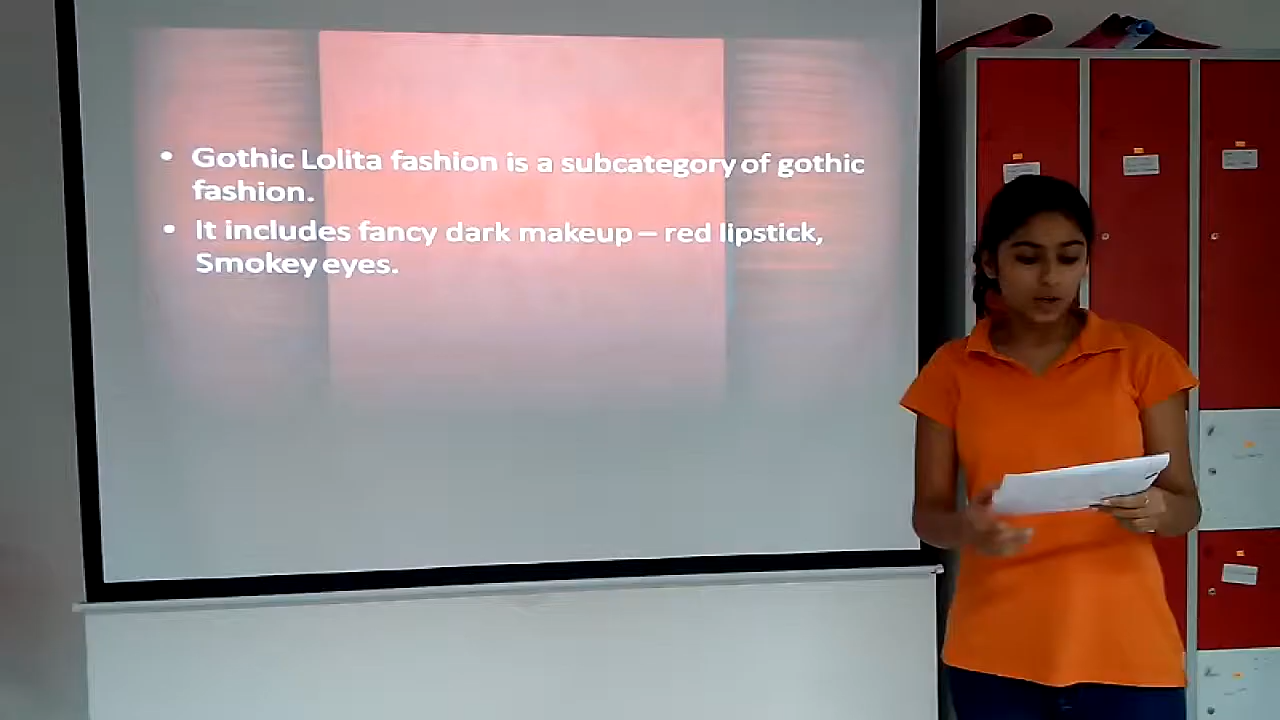 • Gothic Lolita fashion is a subcategory of gothic
fashion.
• It includes fancy dark makeup – red lipstick,
Smokey eyes.